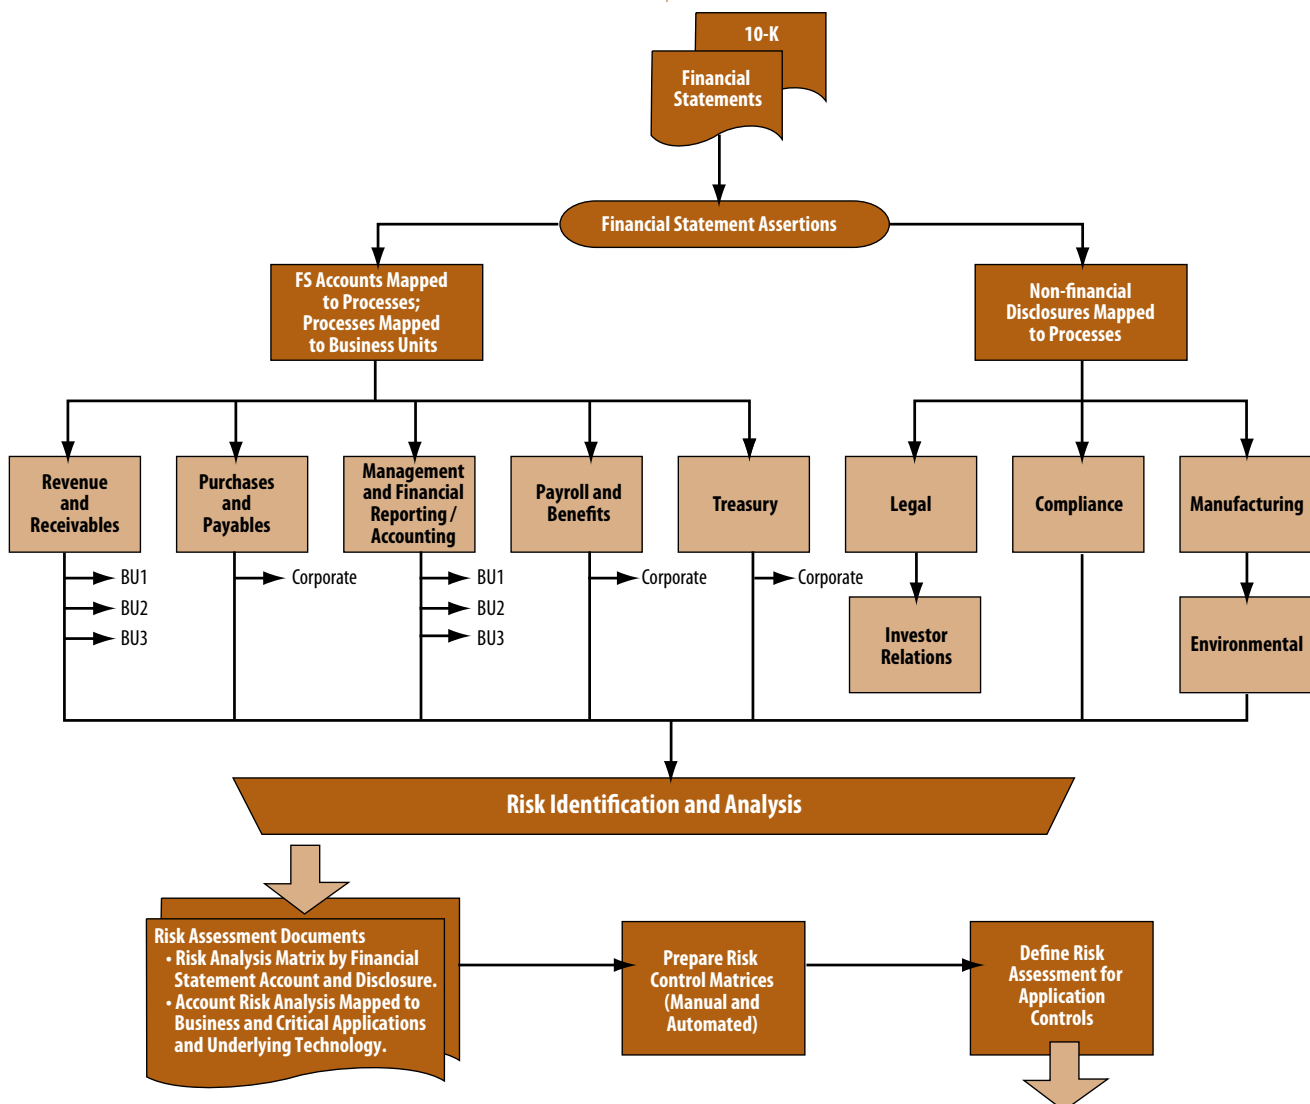 10-K
Financial
Statements
Financial Statement Assertions
FS Accounts Mapped
to Processes;
Processes Mapped
to Business Units
Non-financial
Disclosures Mapped
to Processes
Revenue
and
Receivables
Purchases
and
Payables
Management
and Financial
Reporting /
Accounting
Payroll and
Benefits
Treasury
Legal
Compliance
Manufacturing
BU1
BU2
BU3
Corporate
BU1
BU2
BU3
Corporate
Corporate
Investor
Relations
Environmental
Risk Identification and Analysis
Risk Assessment Documents
• Risk Analysis Matrix by Financial
Statement Account and Disclosure.
• Account Risk Analysis Mapped to
Business and Critical Applications
and Underlying Technology.
Prepare Risk
Control Matrices
(Manual and
Automated)
Define Risk
Assessment for
Application
Controls